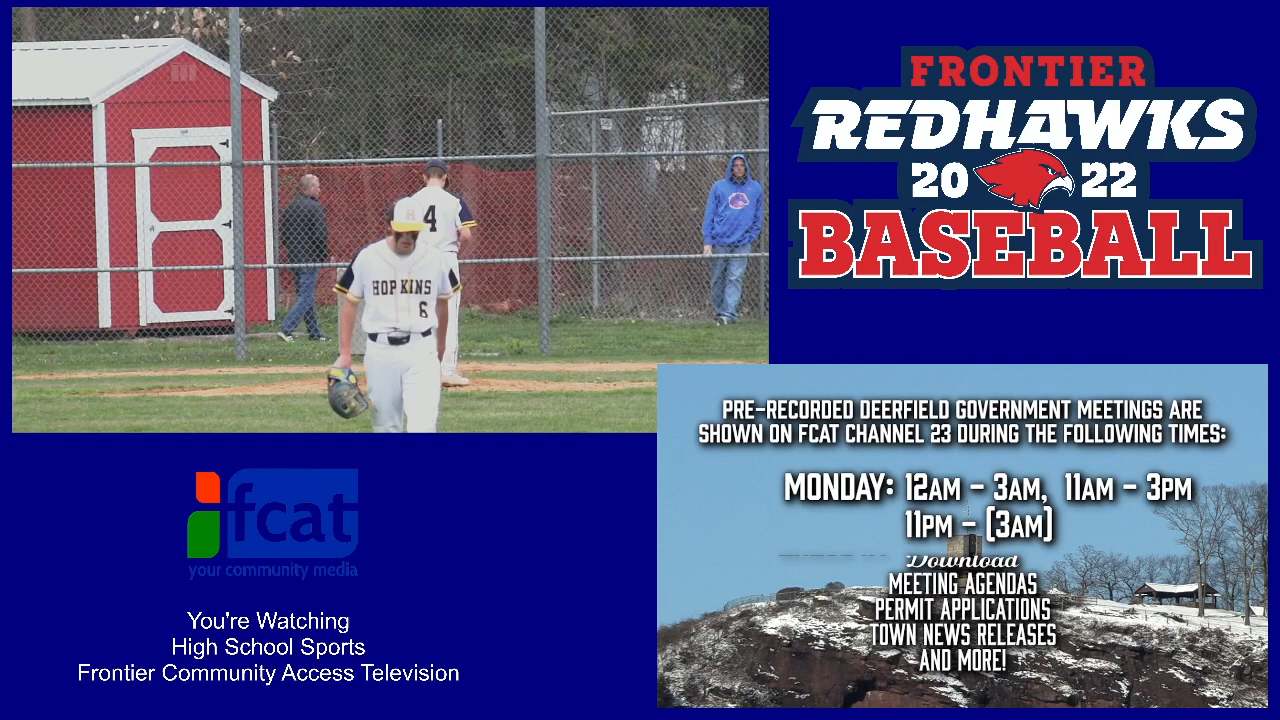 4
HOPKINS
6
FRONTIER
REDHAWKS
20 22
BASEBALL
PRE-RECORDED DEERFIELD GOVERNMENT MEETINGS ARE
SHOWN ON FCAT CHANNEL 23 DURING THE FOLLOWING TIMES:
MONDAY: 12AM - 3AM, 11AM - 3PM
11PM - (3AM)
Download
MEETING AGENDAS
PERMIT APPLICATIONS
TOWN NEWS RELEASES
AND MORE!
fcat
your community media
You're Watching
High School Sports
Frontier Community Access Television